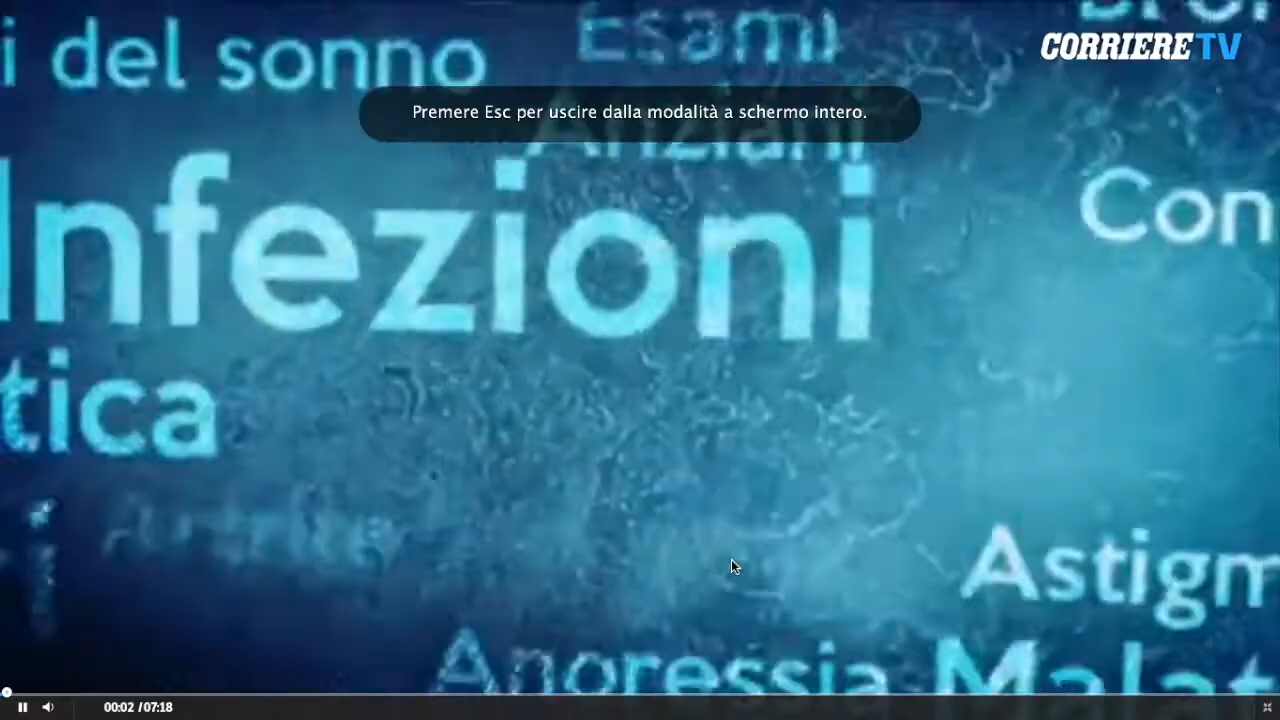 Esami
i del sonno
CORRIERE TV
Premere Esc per uscire dalla modalità a schermo intero.
Anziani
Infezioni
Con
tica
Astigm
Anoressia
Malat
00:02 / 07:18